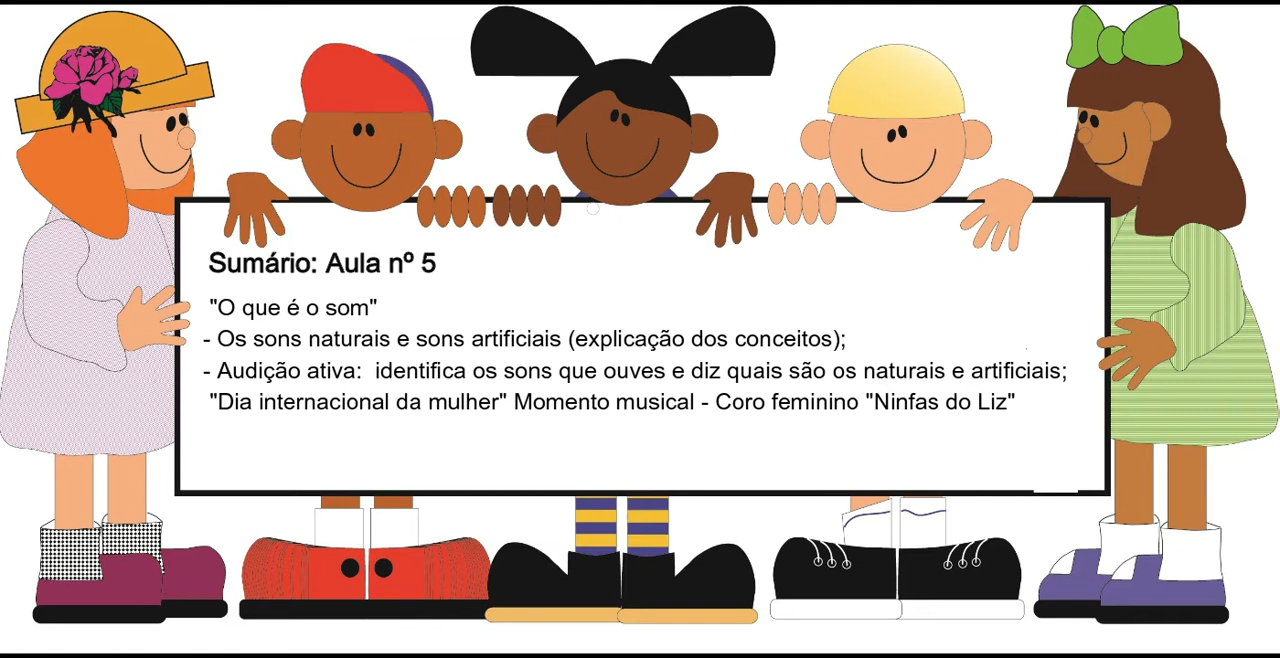 Sumário: Aula nº 5
"O que é o som"
- Os sons naturais e sons artificiais (explicação dos conceitos);
- Audição ativa:  identifica os sons que ouves e diz quais são os naturais e artificiais;
"Dia internacional da mulher" Momento musical - Coro feminino "Ninfas do Liz"